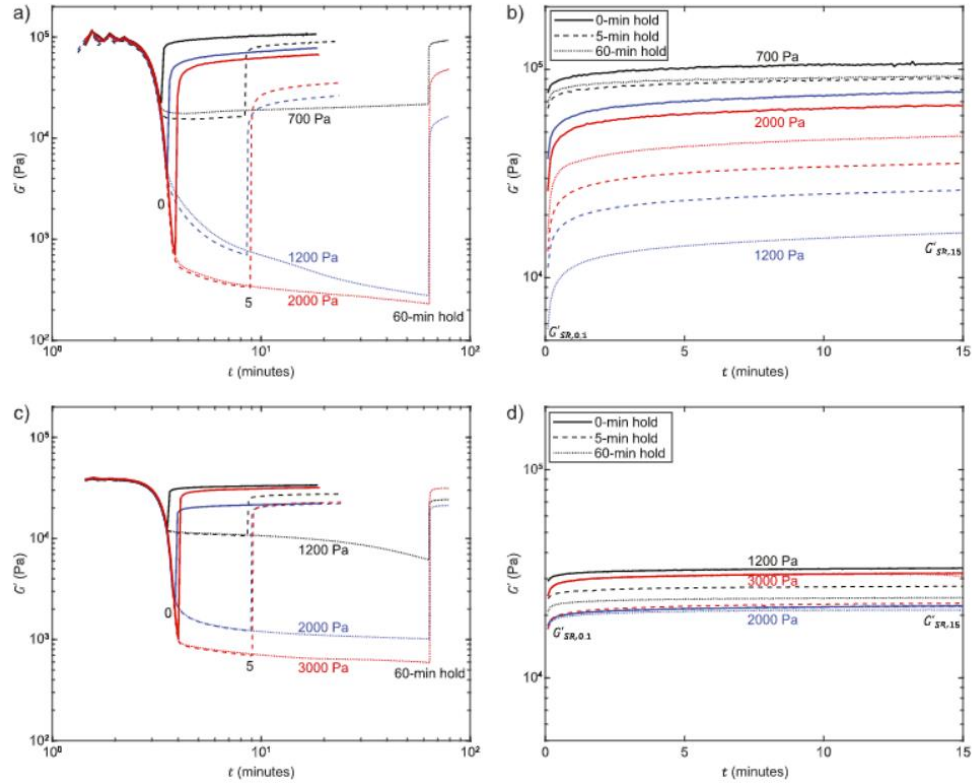 a)
10⁵
10⁴
10³
10²
G' (Pa)
700 Pa
0
1200 Pa
5
2000 Pa
60-min hold
10⁰
10¹
10²
t (minutes)
b)
0-min hold
5-min hold
60-min hold
700 Pa
10⁵
2000 Pa
G' (Pa)
1200 Pa
10⁴
G'SR,15
G'SR,0.1
0
5
10
15
t (minutes)
c)
10⁵
10⁴
10³
10²
G' (Pa)
1200 Pa
0
2000 Pa
5
3000 Pa
60-min hold
10⁰
10¹
10²
t (minutes)
d)
0-min hold
5-min hold
60-min hold
10⁵
G' (Pa)
1200 Pa
3000 Pa
2000 Pa
G'SR,0.1
G'SR,15
10⁴
0
5
10
15
t (minutes)